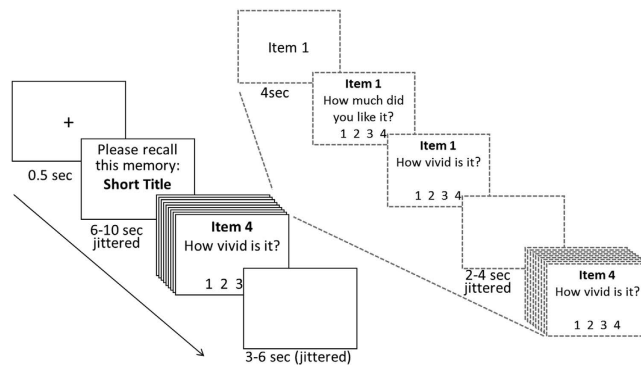 +
0.5 sec
Please recall
this memory:
Short Title
6-10 sec
jittered
Item 4
How vivid is it?
1 2 3
3-6 sec (jittered)
Item 1
4sec
Item 1
How much did
you like it?
1 2 3 4
Item 1
How vivid is it?
1 2 3 4
2-4 sec
jittered
Item 4
How vivid is it?
1 2 3 4